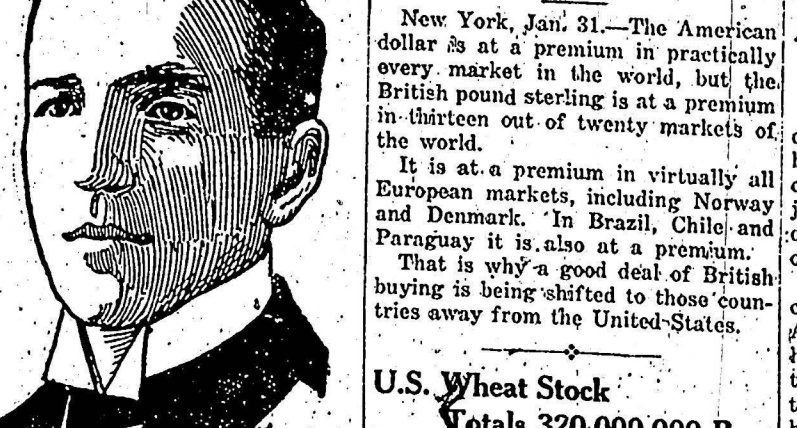 New York, Jan. 31.—The American
dollar is at a premium in practically
every market in the world, but the
British pound sterling is at a premium
in thirteen out of twenty markets of
the world.
It is at a premium in virtually all
European markets, including Norway
and Denmark. In Brazil, Chile and
Paraguay it is also at a premium.
That is why a good deal of British
buying is being shifted to those coun-
tries away from the United States.
U.S. Wheat Stock
Totals 320,000,000